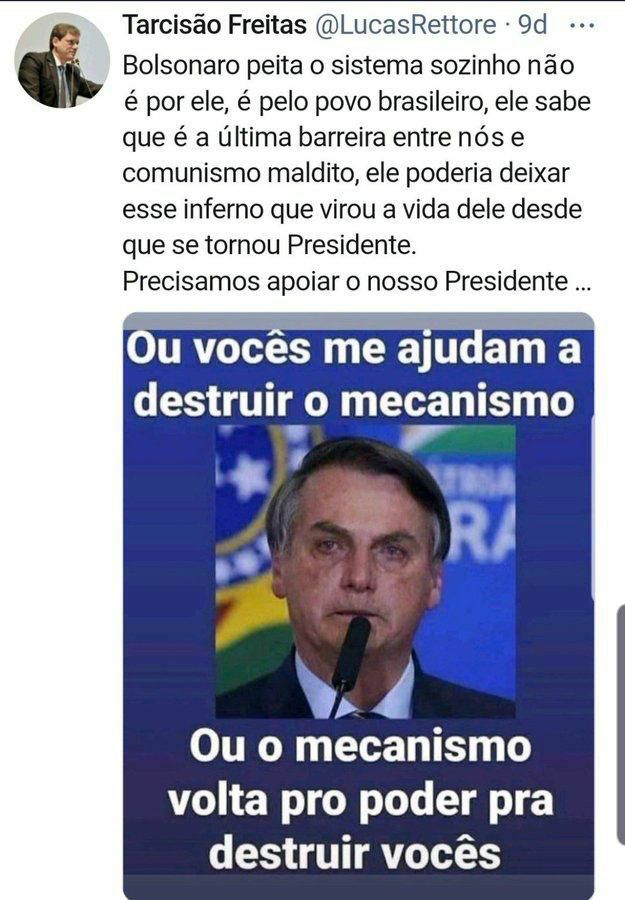 Tarcisão Freitas @LucasRettore · 9d ...
Bolsonaro peita o sistema sozinho não
é por ele, é pelo povo brasileiro, ele sabe
que é a última barreira entre nós e
comunismo maldito, ele poderia deixar
esse inferno que virou a vida dele desde
que se tornou Presidente.
Precisamos apoiar o nosso Presidente ...
Ou vocês me ajudam a
destruir o mecanismo
Ou o mecanismo
volta pro poder pra
destruir vocês